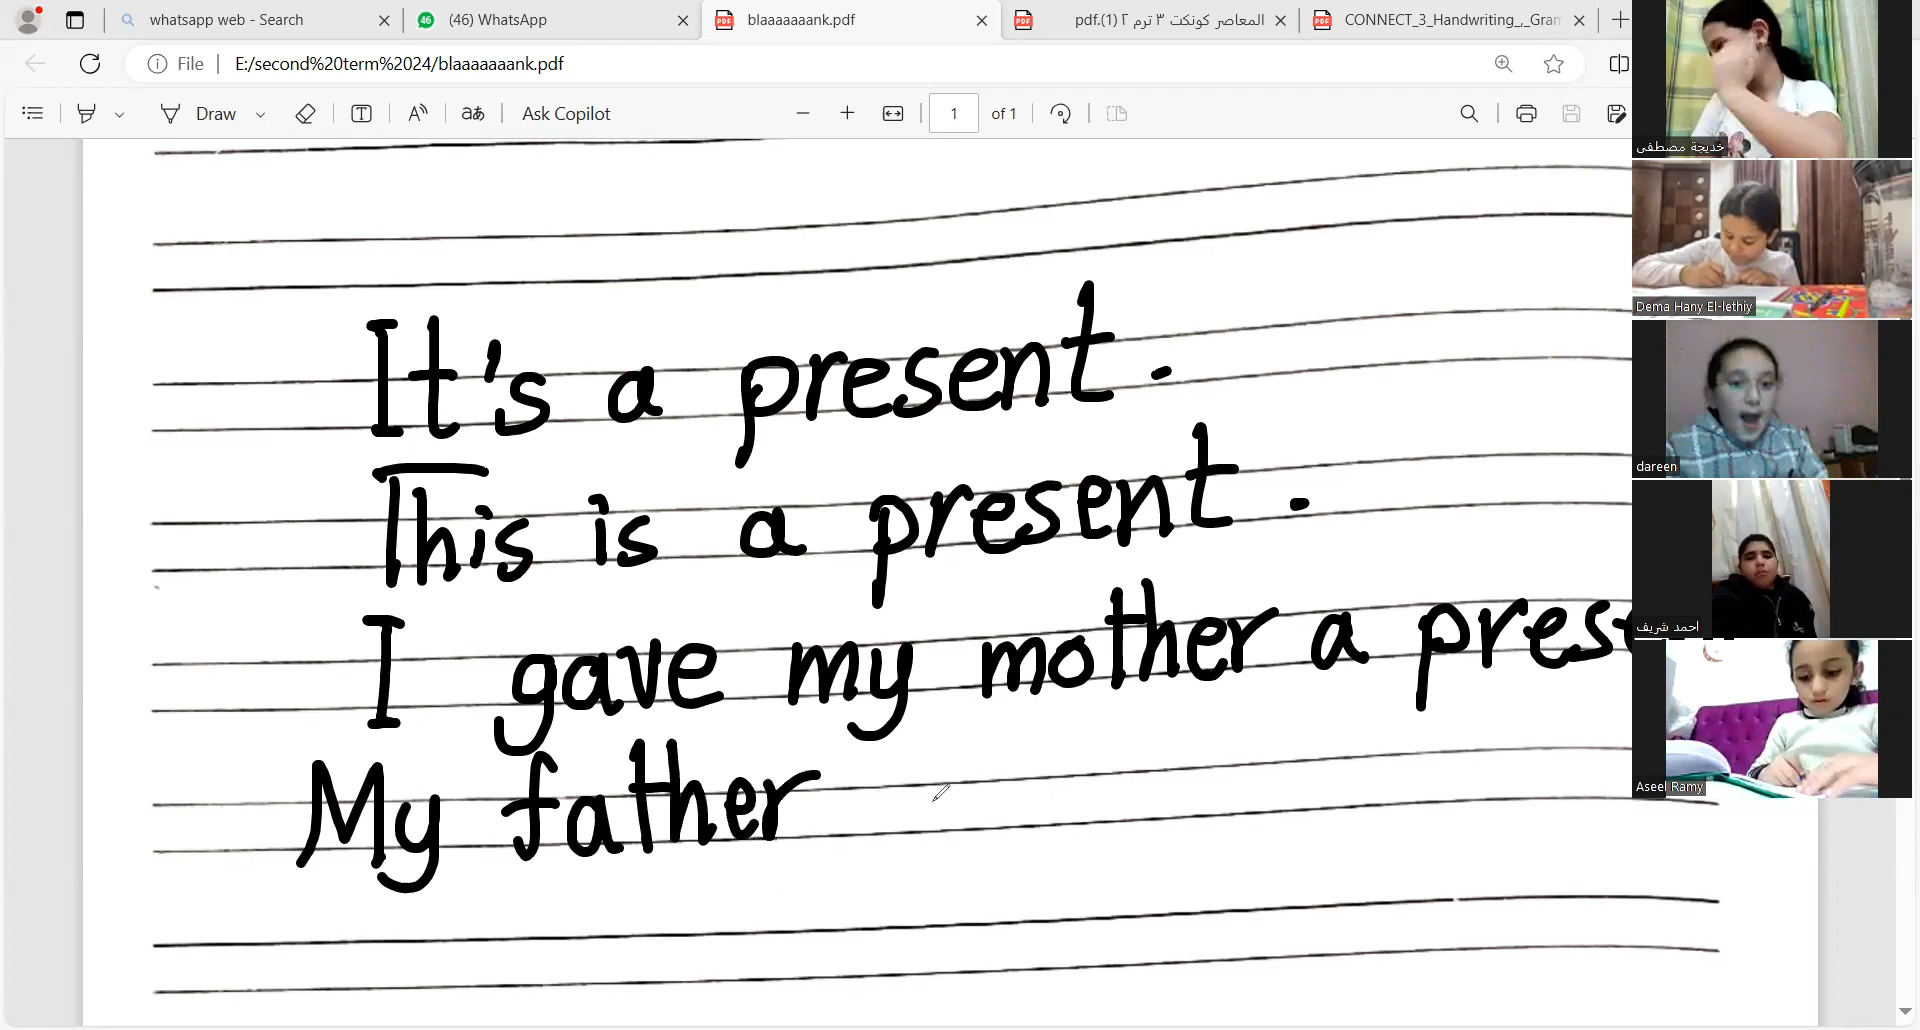 whatsapp web - Search
(46) WhatsApp
blaaaaaaank.pdf
المعاصر كونكت ٣ ترم ٢ (1).pdf
CONNECT_3_Handwriting_,_Gran
File
E:/second%20term%2024/blaaaaaaank.pdf
Draw
Ask Copilot
1
of 1
It's a present.
This is a present.
I gave my mother a pres
My father
خديجة مصطفى
Dema Hany El-lethiy
dareen
احمد شريف
Aseel Ramy